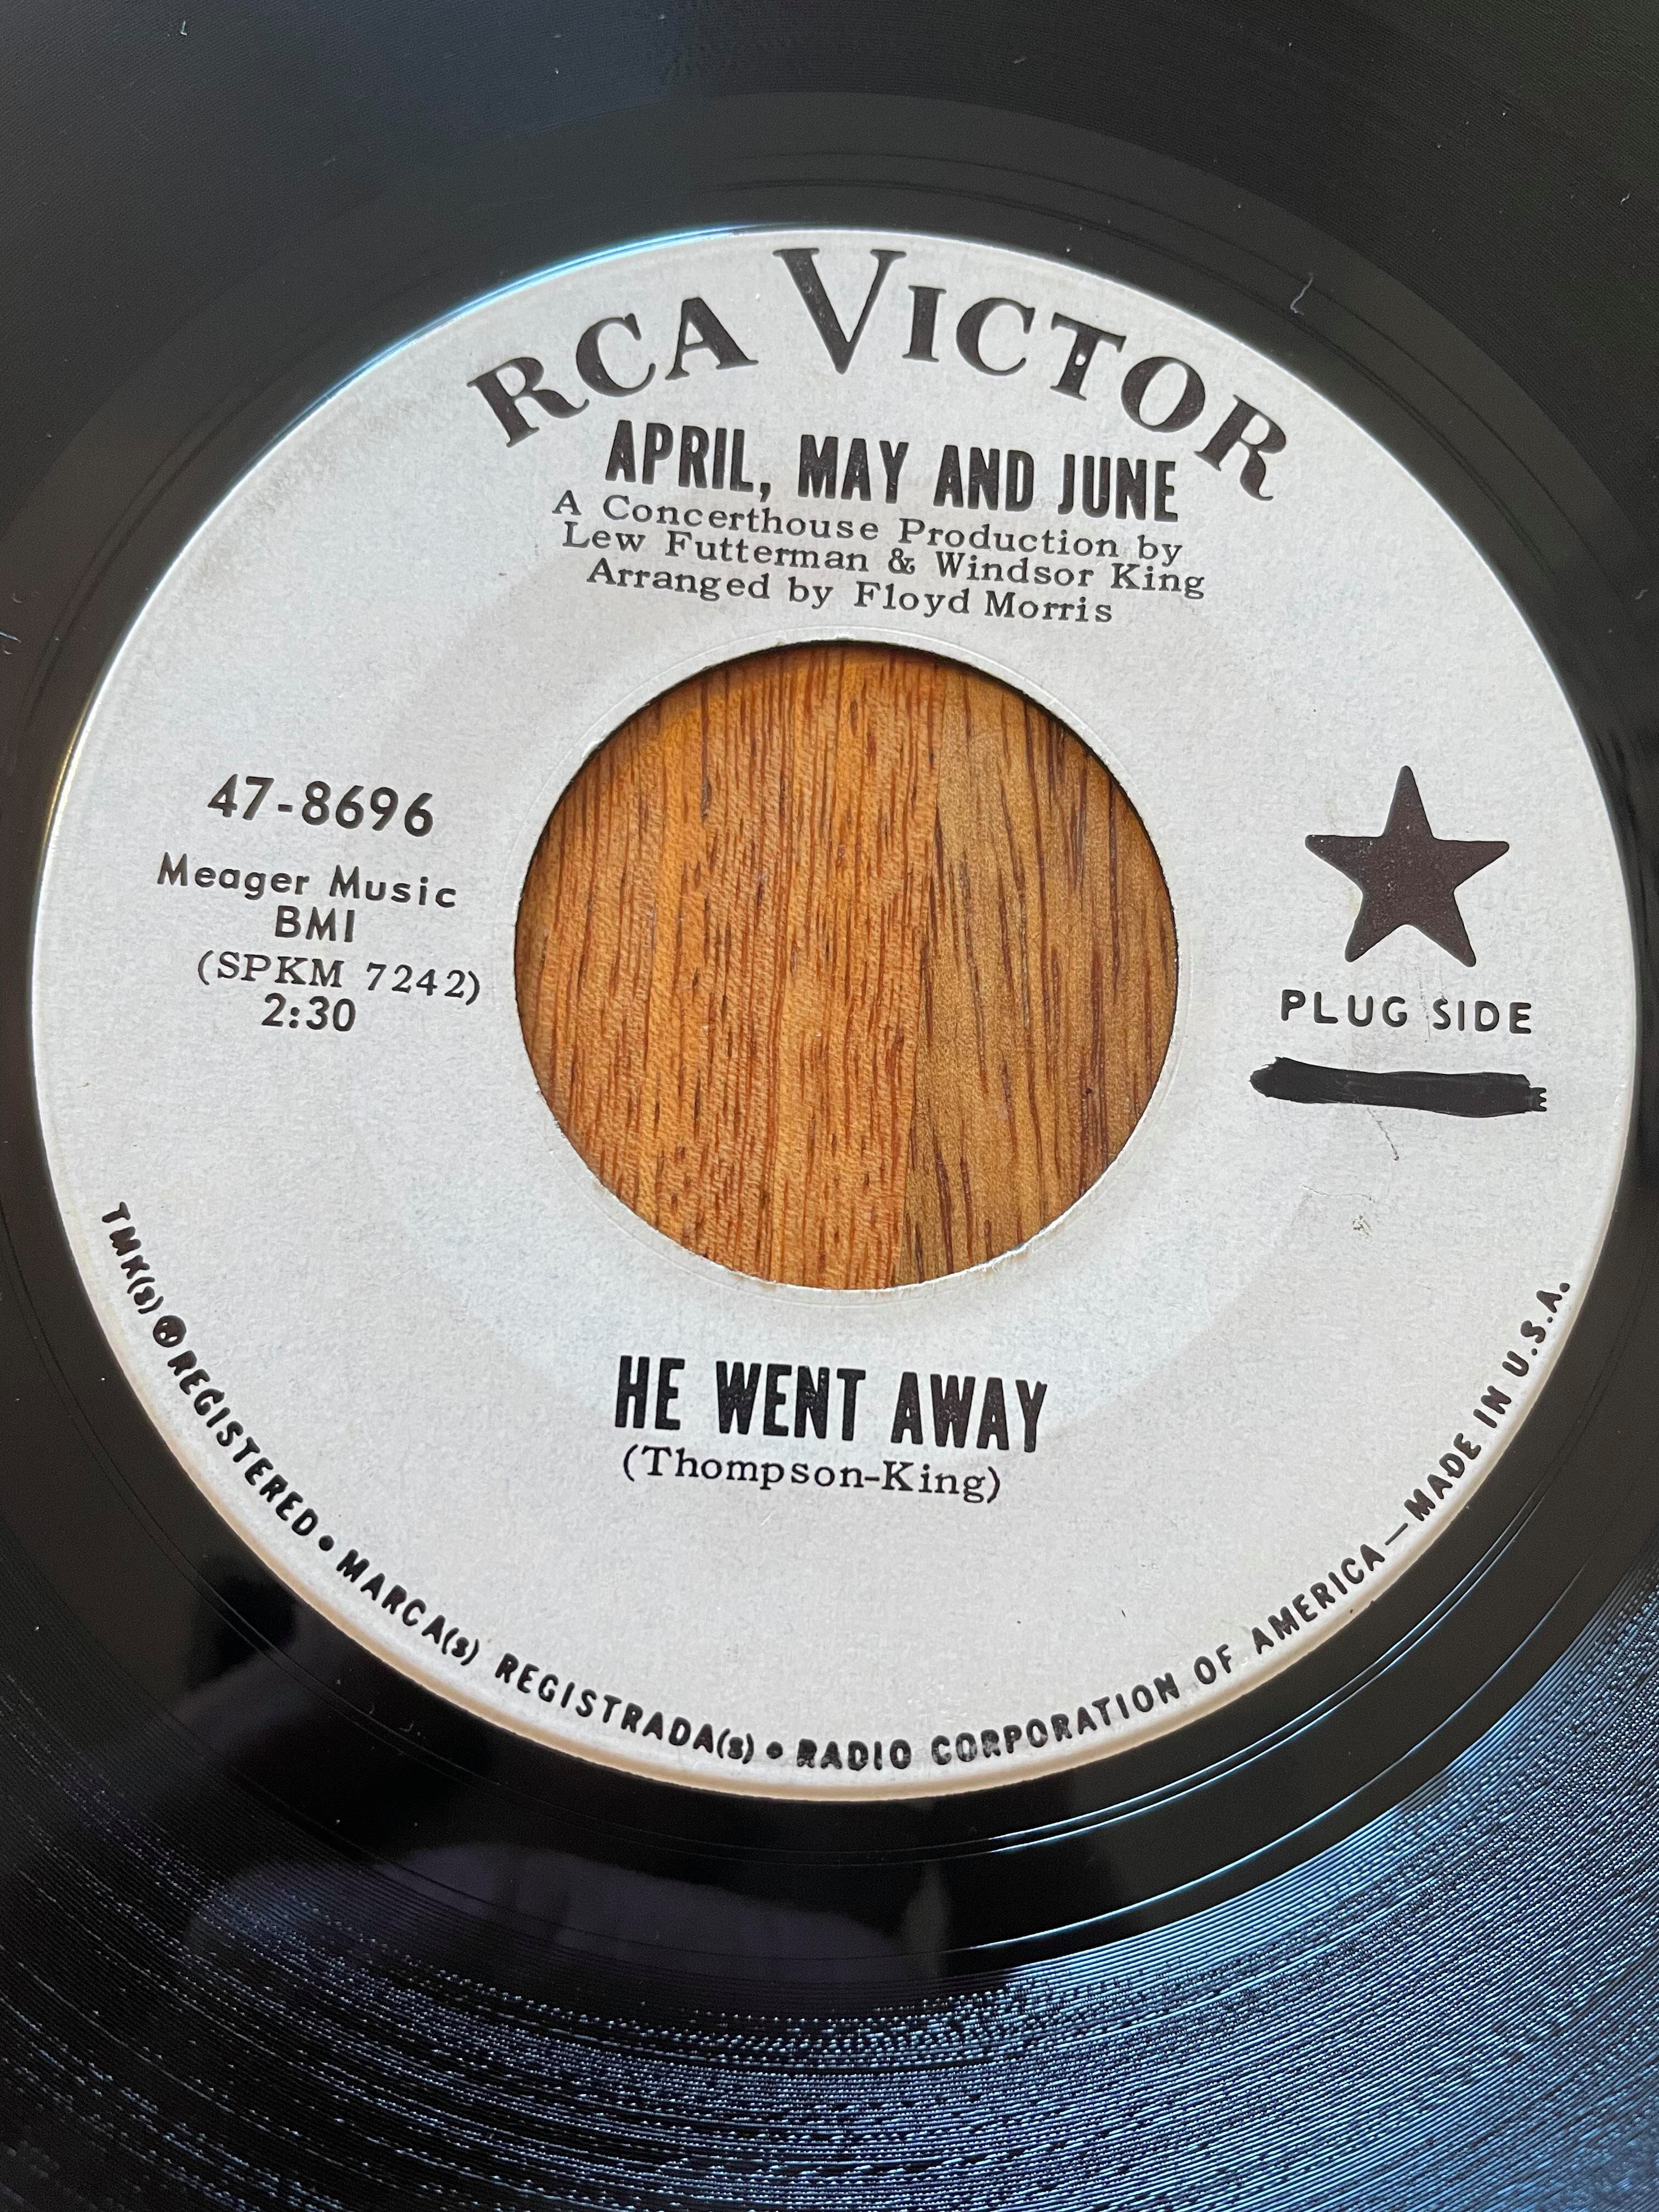 RCA VICTOR
APRIL, MAY AND JUNE
A Concerthouse Production by
Lew Futterman & Windsor King
Arranged by Floyd Morris
47-8696
Meager Music
BMI
(SPKM 7242)
2:30
PLUG SIDE
HE WENT AWAY
(Thompson-King)
TMK(s) ® REGISTERED • MARCA(s) REGISTRADA(s) • RADIO CORPORATION OF AMERICA — MADE IN U.S.A.